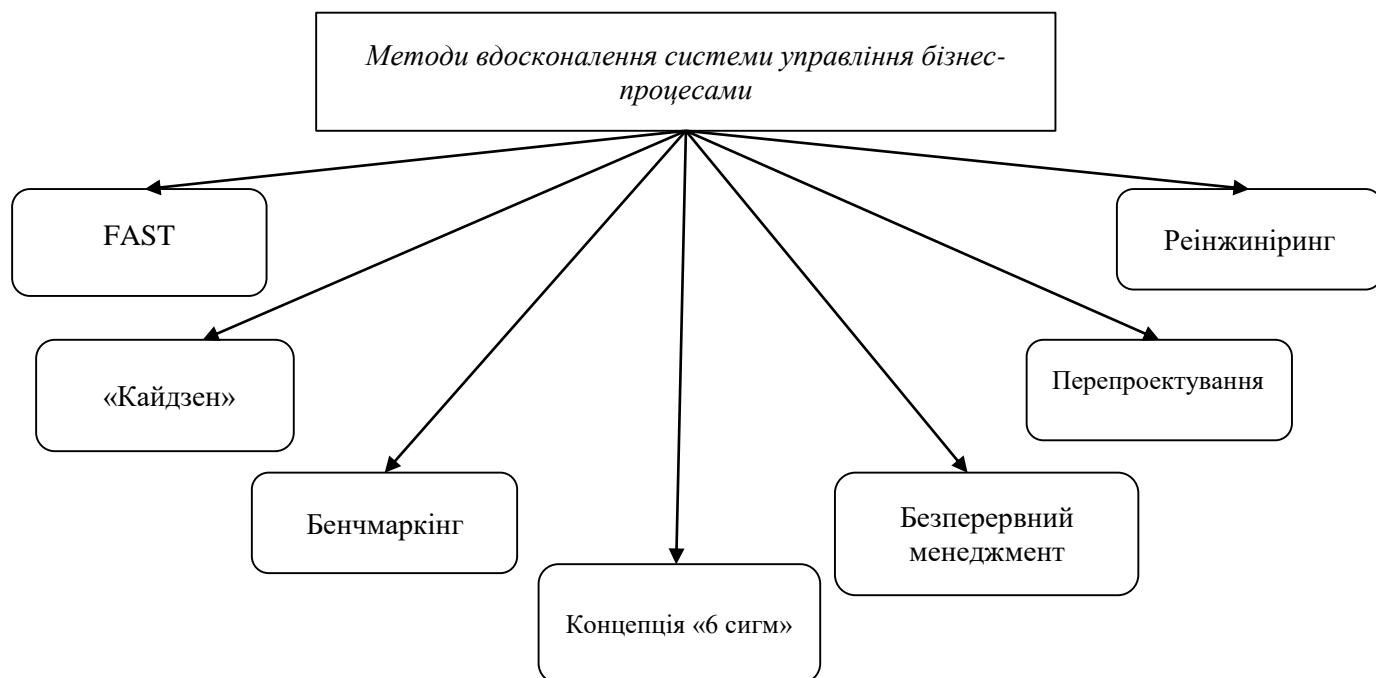 Методи вдосконалення системи управління бізнес-
процесами
FAST
Реінжиніринг
«Кайдзен»
Перепроектування
Бенчмаркінг
Безперервний
менеджмент
Концепція «6 сигм»